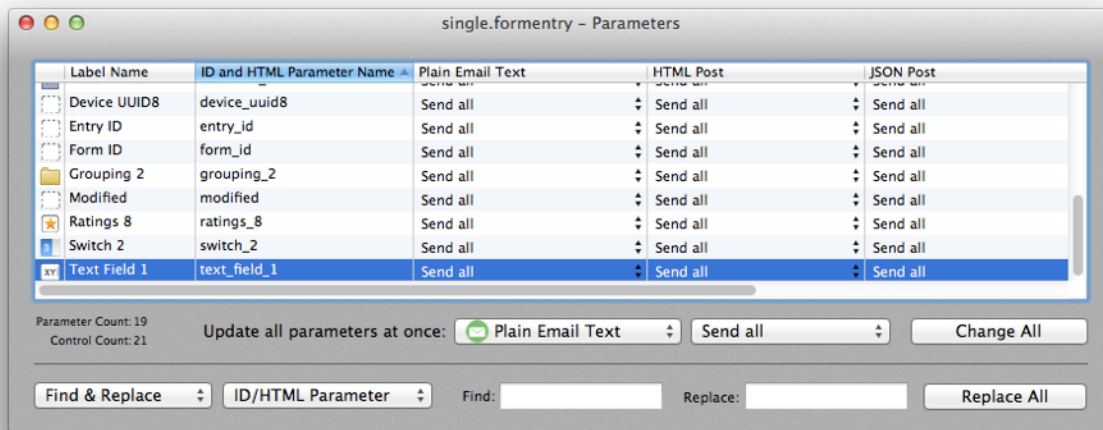 single.formentry – Parameters
Label Name ID and HTML Parameter Name Plain Email Text HTML Post JSON Post
Device UUID8 device_uuid8 Send all Send all Send all
Entry ID entry_id Send all Send all Send all
Form ID form_id Send all Send all Send all
Grouping 2 grouping_2 Send all Send all Send all
Modified modified Send all Send all Send all
Ratings 8 ratings_8 Send all Send all Send all
3 Switch 2 switch_2 Send all Send all Send all
XY Text Field 1 text_field_1 Send all Send all Send all
Parameter Count: 19
Control Count: 21
Update all parameters at once: Plain Email Text Send all Change All
Find & Replace ID/HTML Parameter Find: Replace: Replace All